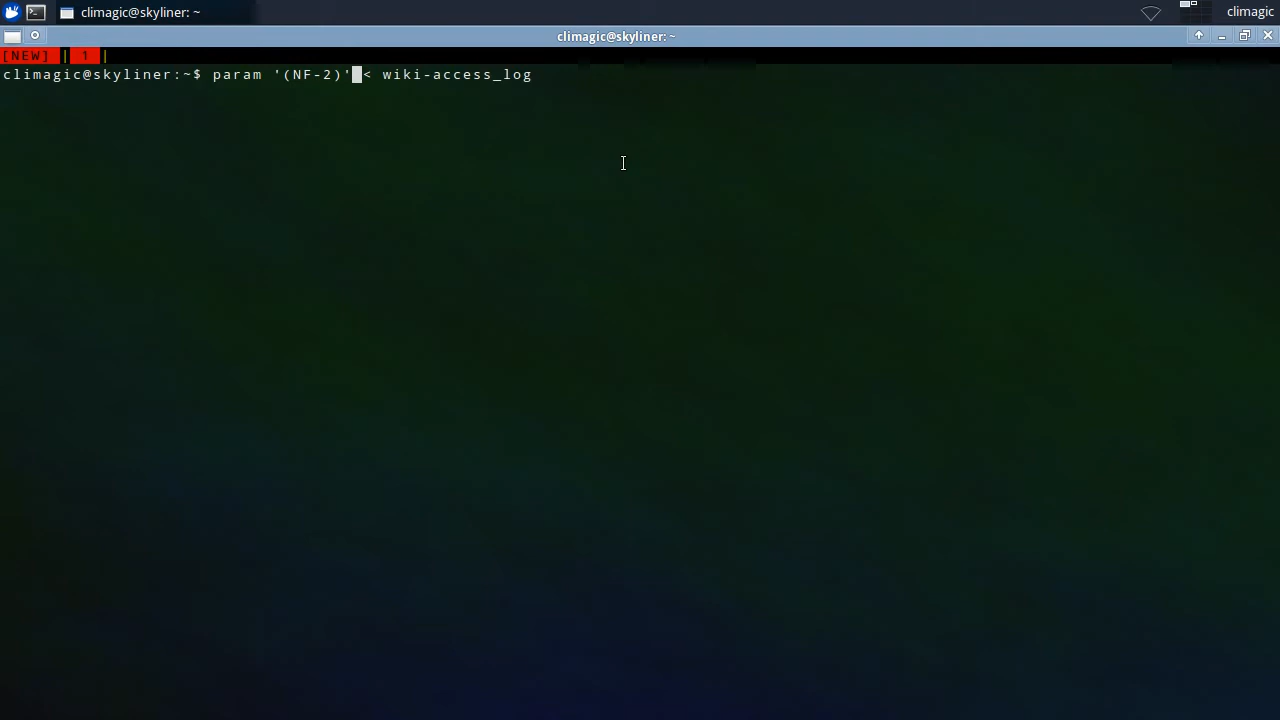 climagic@skyliner: ~
climagic
climagic@skyliner: ~
[NEW] | 1 |
climagic@skyliner:~$ param '(NF-2)' < wiki-access_log